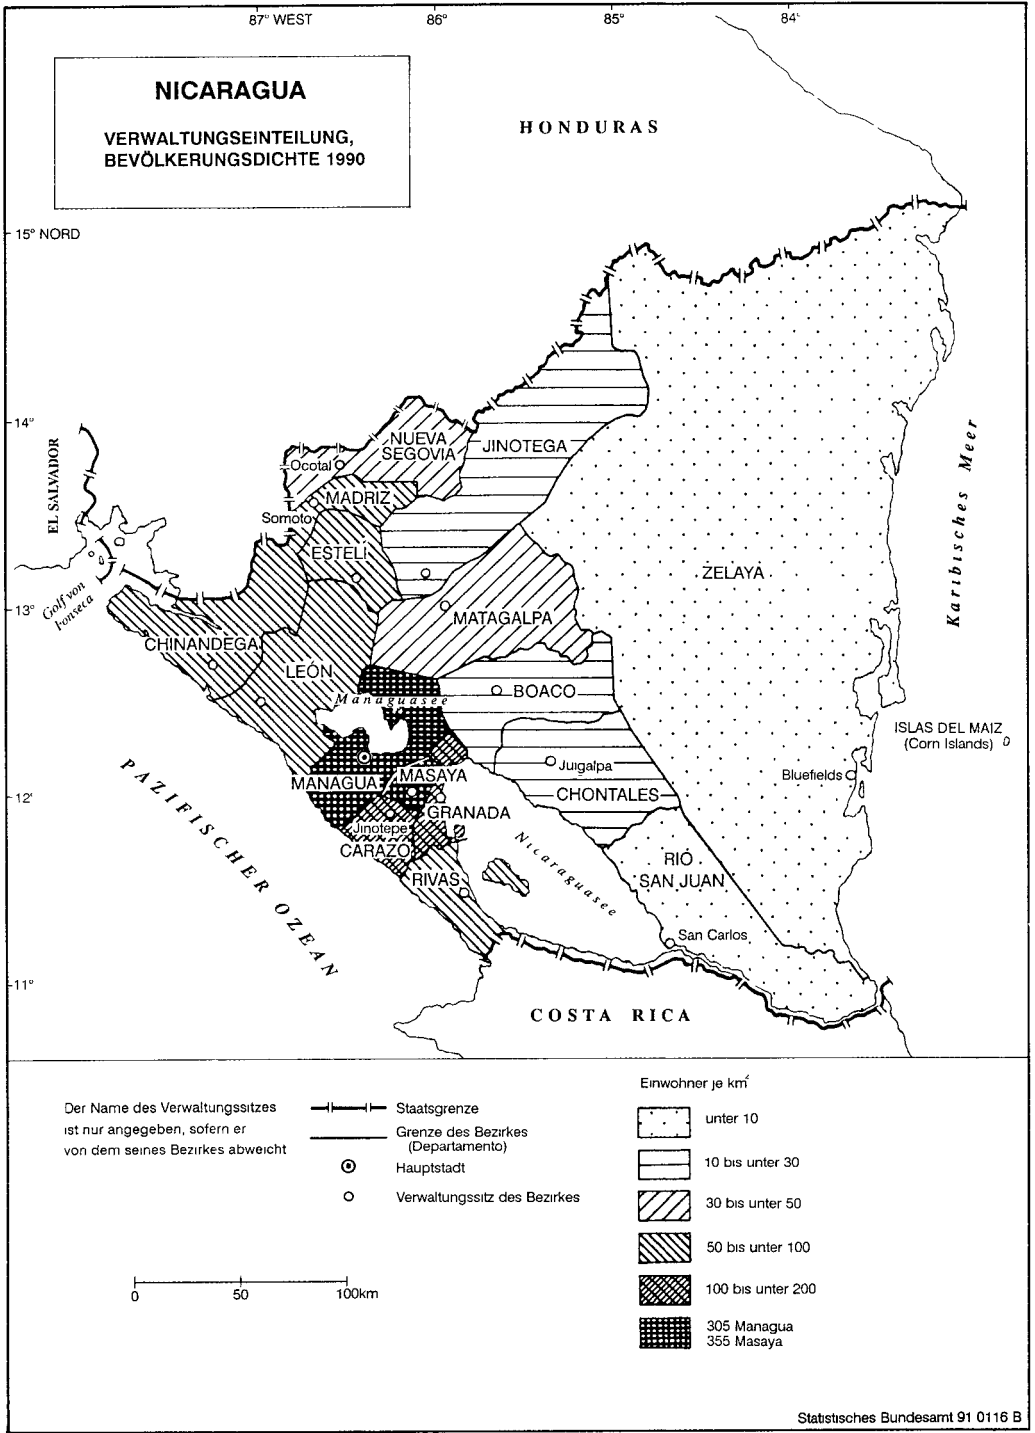 87° WEST
86°
85°
84°
NICARAGUA
VERWALTUNGSEINTEILUNG,
BEVÖLKERUNGSDICHTE 1990
HONDURAS
15° NORD
14°
13°
12°
11°
EL SALVADOR
Golf von
Fonseca
NUEVA
SEGOVIA
JINOTEGA
Ocotal
MADRIZ
Somoto
ESTELI
ZELAYA
Karibisches Meer
CHINANDEGA
MATAGALPA
LEÓN
BOACO
Managuasee
ISLAS DEL MAIZ
(Corn Islands)
Juigalpa
Bluefields
MANAGUA
MASAYA
CHONTALES
GRANADA
Jinotepe
CARAZO
RIVAS
Nicaraguasee
RIÓ
SAN JUAN
San Carlos
PAZIFISCHER OZEAN
COSTA RICA
Der Name des Verwaltungssitzes
ist nur angegeben, sofern er
von dem seines Bezirkes abweicht
Staatsgrenze
Grenze des Bezirkes
(Departamento)
Hauptstadt
Verwaltungssitz des Bezirkes
0 50 100km
Einwohner je km²
unter 10
10 bis unter 30
30 bis unter 50
50 bis unter 100
100 bis unter 200
305 Managua
355 Masaya
Statistisches Bundesamt 91 0116 B